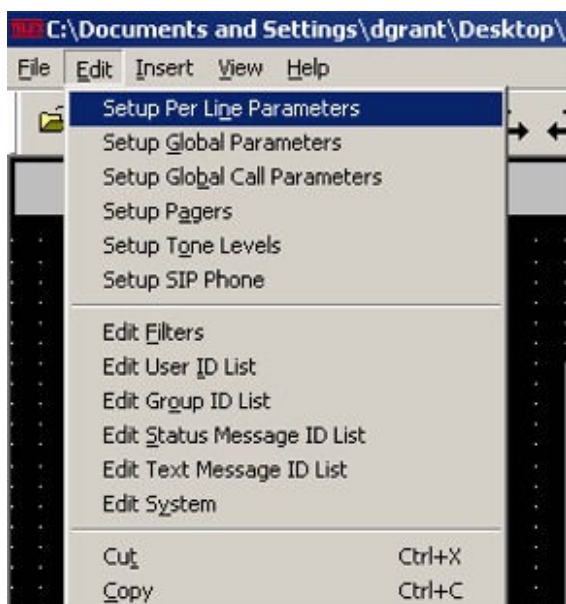 TELEX C:\Documents and Settings\dgrant\Desktop\
File Edit Insert View Help
Setup Per Line Parameters
Setup Global Parameters
Setup Global Call Parameters
Setup Pagers
Setup Tone Levels
Setup SIP Phone
Edit Filters
Edit User ID List
Edit Group ID List
Edit Status Message ID List
Edit Text Message ID List
Edit System
Cut Ctrl+X
Copy Ctrl+C